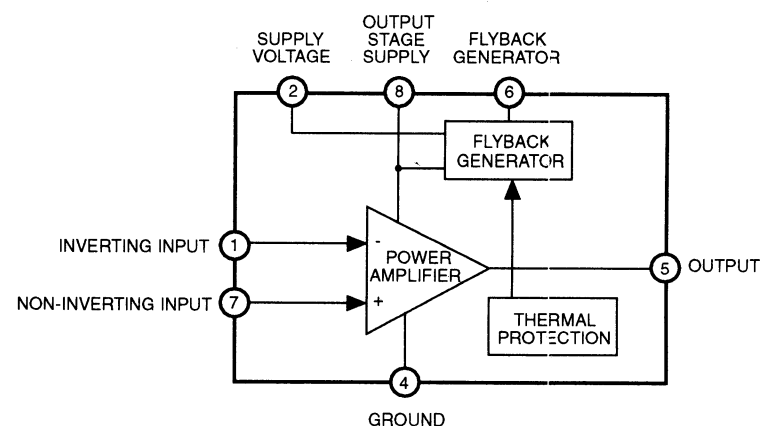 SUPPLY
VOLTAGE
OUTPUT
STAGE
SUPPLY
FLYBACK
GENERATOR
2
8
6
FLYBACK
GENERATOR
INVERTING INPUT
1
-
POWER
AMPLIFIER
NON-INVERTING INPUT
7
+
5
OUTPUT
THERMAL
PROTECTION
4
GROUND